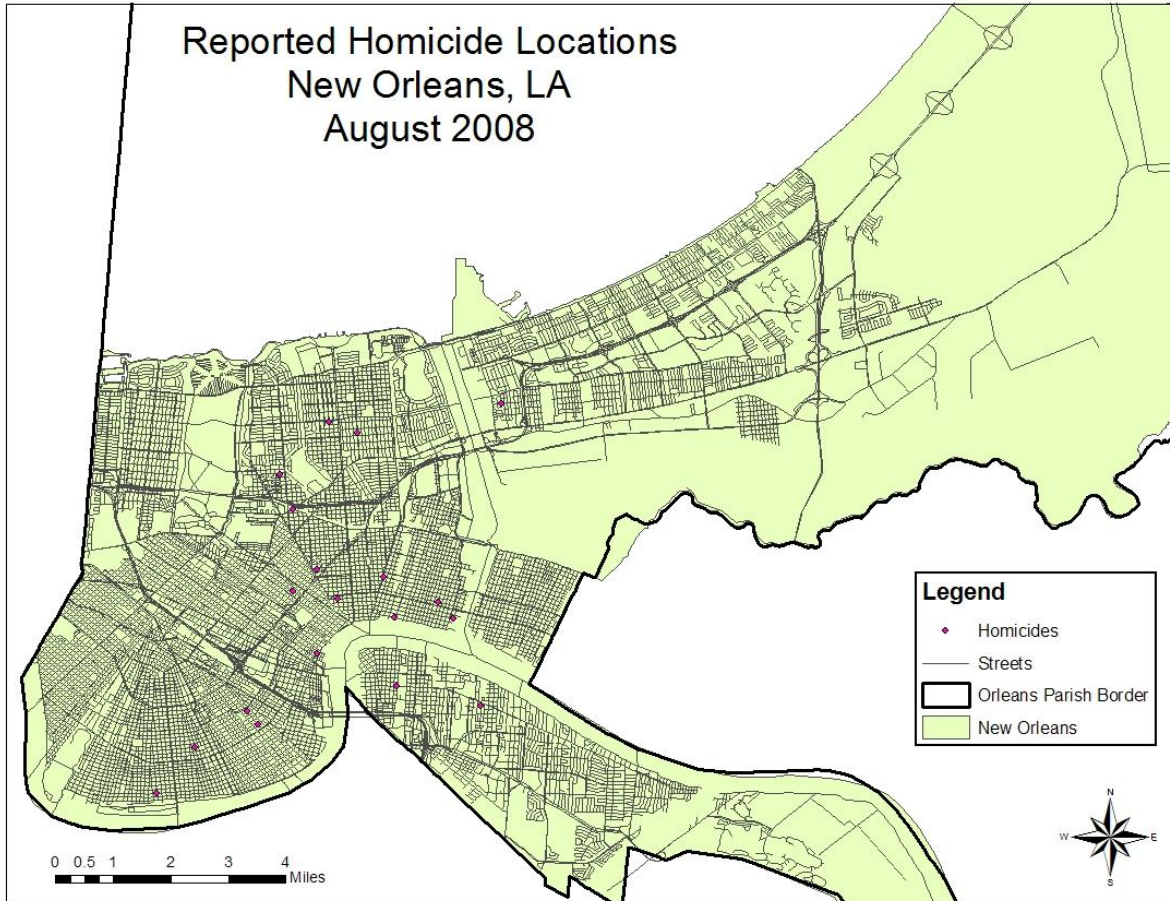 Reported Homicide Locations
New Orleans, LA
August 2008
Legend
Homicides
Streets
Orleans Parish Border
New Orleans
0 0.5 1 2 3 4
Miles
N
W E
S